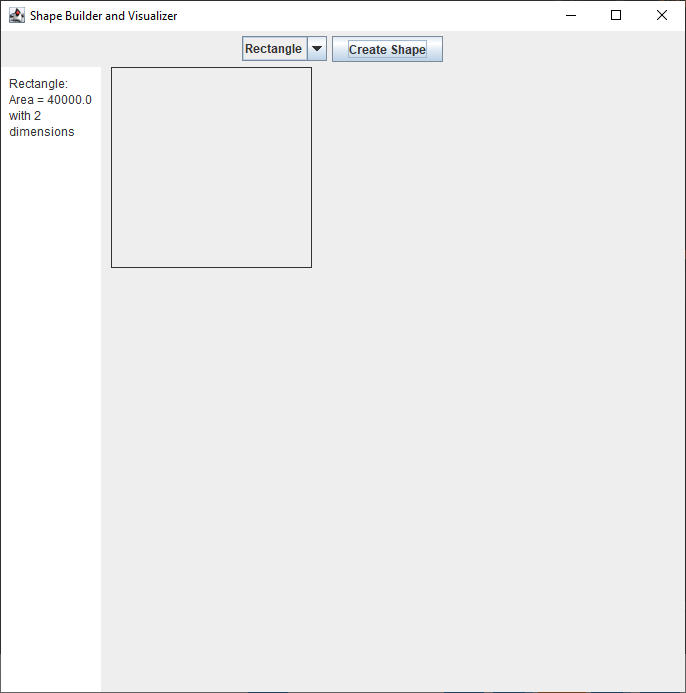 Shape Builder and Visualizer
Rectangle
Create Shape
Rectangle:
Area = 40000.0
with 2
dimensions